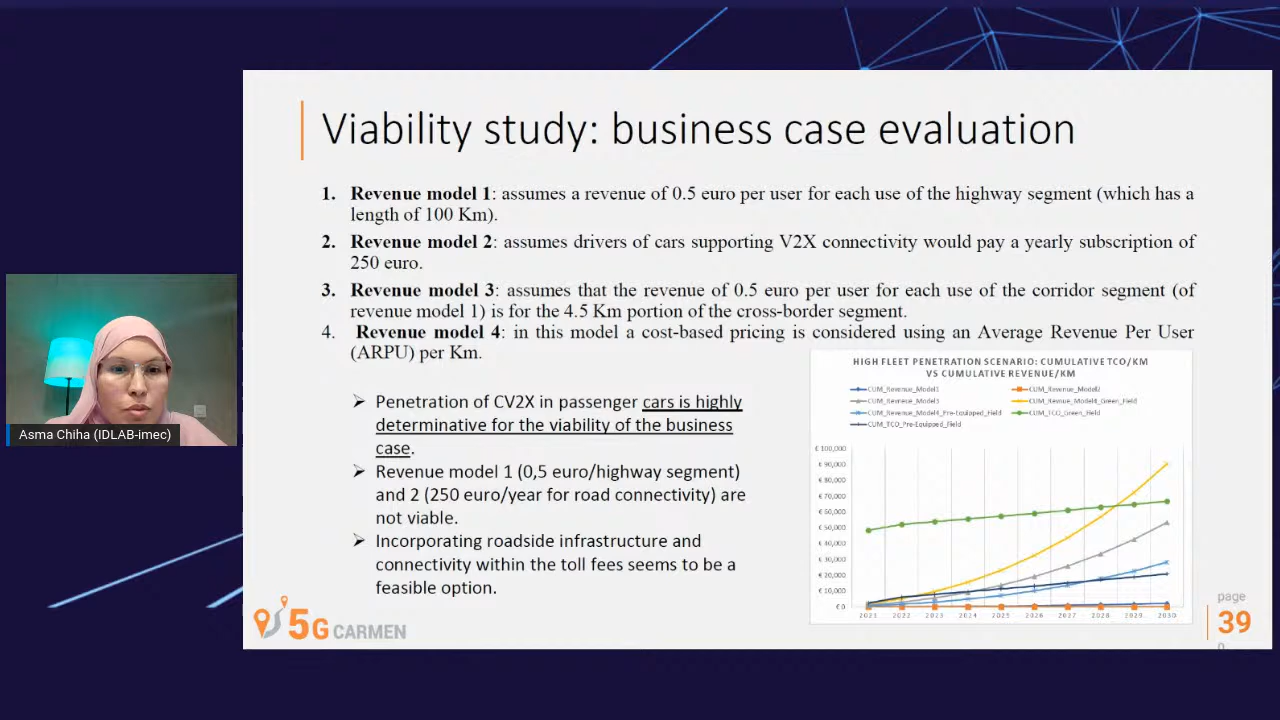 Viability study: business case evaluation
1. Revenue model 1: assumes a revenue of 0.5 euro per user for each use of the highway segment (which has a
length of 100 Km).
2. Revenue model 2: assumes drivers of cars supporting V2X connectivity would pay a yearly subscription of
250 euro.
3. Revenue model 3: assumes that the revenue of 0.5 euro per user for each use of the corridor segment (of
revenue model 1) is for the 4.5 Km portion of the cross-border segment.
4. Revenue model 4: in this model a cost-based pricing is considered using an Average Revenue Per User
(ARPU) per Km.
➢ Penetration of CV2X in passenger cars is highly
determinative for the viability of the business
case.
➢ Revenue model 1 (0,5 euro/highway segment)
and 2 (250 euro/year for road connectivity) are
not viable.
➢ Incorporating roadside infrastructure and
connectivity within the toll fees seems to be a
feasible option.
HIGH FLEET PENETRATION SCENARIO: CUMULATIVE TCO/KM
VS CUMULATIVE REVENUE/KM
CUM_Revenue_Model1 CUM_Revenue_Model2
CUM_Revenue_Model3 CUM_Revnue_Model4_Green_Field
CUM_Revenue_Model4_Pre-Equipped_Field CUM_TCO_Green_Field
CUM_TCO_Pre-Equipped_Field
€ 100,000
€ 90,000
€ 80,000
€ 70,000
€ 60,000
€ 50,000
€ 40,000
€ 30,000
€ 20,000
€ 10,000
€ 0
2021 2022 2023 2024 2025 2026 2027 2028 2029 2030
5G CARMEN
page
39
Asma Chiha (IDLAB-imec)